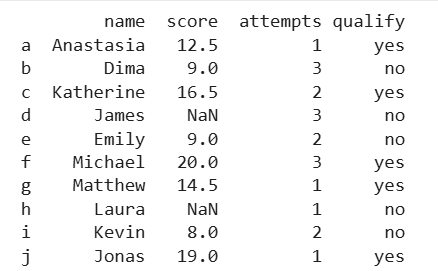 name score attempts qualify
a Anastasia 12.5 1 yes
b Dima 9.0 3 no
c Katherine 16.5 2 yes
d James NaN 3 no
e Emily 9.0 2 no
f Michael 20.0 3 yes
g Matthew 14.5 1 yes
h Laura NaN 1 no
i Kevin 8.0 2 no
j Jonas 19.0 1 yes